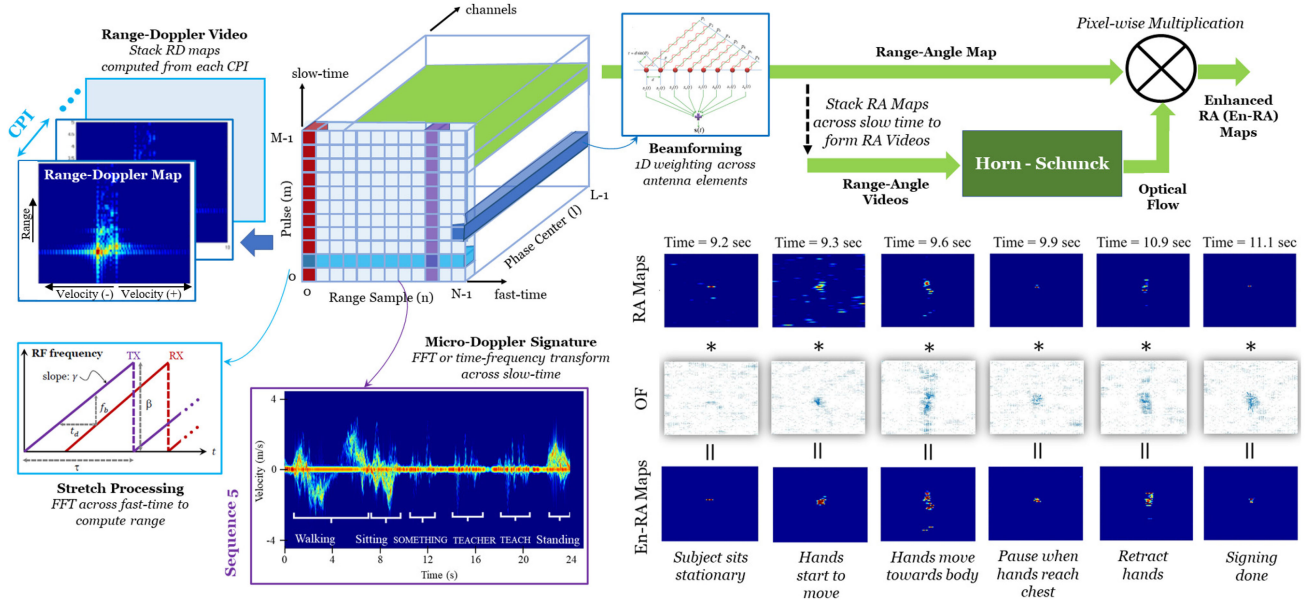 Range-Doppler Video
Stack RD maps
computed from each CPI
CPI
Range-Doppler Map
Range
Velocity (-)
Velocity (+)
channels
slow-time
M-1
Pulse (m)
0
0
Range Sample (n)
N-1
fast-time
Phase Center (l)
L-1
Beamforming
1D weighting across
antenna elements
Range-Angle Map
Pixel-wise Multiplication
Stack RA Maps
across slow time to
form RA Videos
Range-Angle
Videos
Horn - Schunck
Optical
Flow
Enhanced
RA (En-RA)
Maps
RF frequency
TX
RX
slope: γ
f_b
β
t_d
t
τ
Stretch Processing
FFT across fast-time to
compute range
Micro-Doppler Signature
FFT or time-frequency transform
across slow-time
Sequence 5
Velocity (m/s)
4
0
-4
Walking
Sitting
SOMETHING
TEACHER
TEACH
Standing
0
4
8
12
16
20
24
Time (s)
Time = 9.2 sec
Time = 9.3 sec
Time = 9.6 sec
Time = 9.9 sec
Time = 10.9 sec
Time = 11.1 sec
RA Maps
* * * * * *
OF
= = = = = =
En-RA Maps
Subject sits
stationary
Hands
start to
move
Hands move
towards body
Pause when
hands reach
chest
Retract
hands
Signing
done